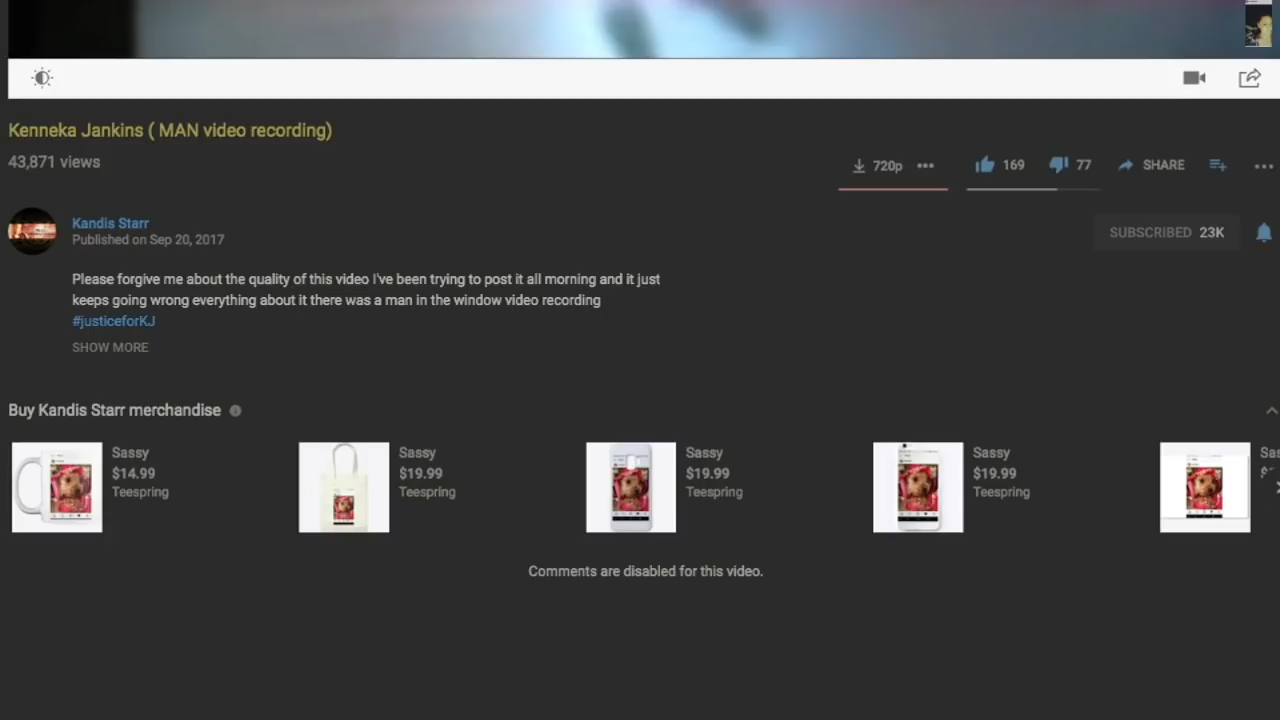 Kenneka Jankins ( MAN video recording)
43,871 views
720p
169
77
SHARE
Kandis Starr
Published on Sep 20, 2017
SUBSCRIBED 23K
Please forgive me about the quality of this video I've been trying to post it all morning and it just
keeps going wrong everything about it there was a man in the window video recording
#justiceforKJ
SHOW MORE
Buy Kandis Starr merchandise
Sassy
$14.99
Teespring
Sassy
$19.99
Teespring
Sassy
$19.99
Teespring
Sassy
$19.99
Teespring
Comments are disabled for this video.